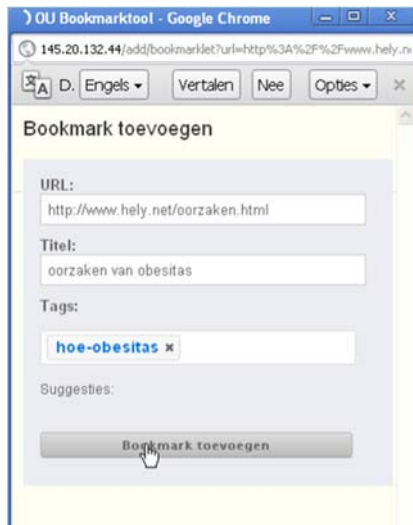 OU Bookmarktool - Google Chrome
145.20.132.44/add/bookmarklet?url=http%3A%2F%2Fwww.hely.n
D. Engels Vertalen Nee Opties
Bookmark toevoegen
URL:
http://www.hely.net/oorzaken.html
Titel:
oorzaken van obesitas
Tags:
hoe-obesitas ×
Suggesties:
Bookmark toevoegen